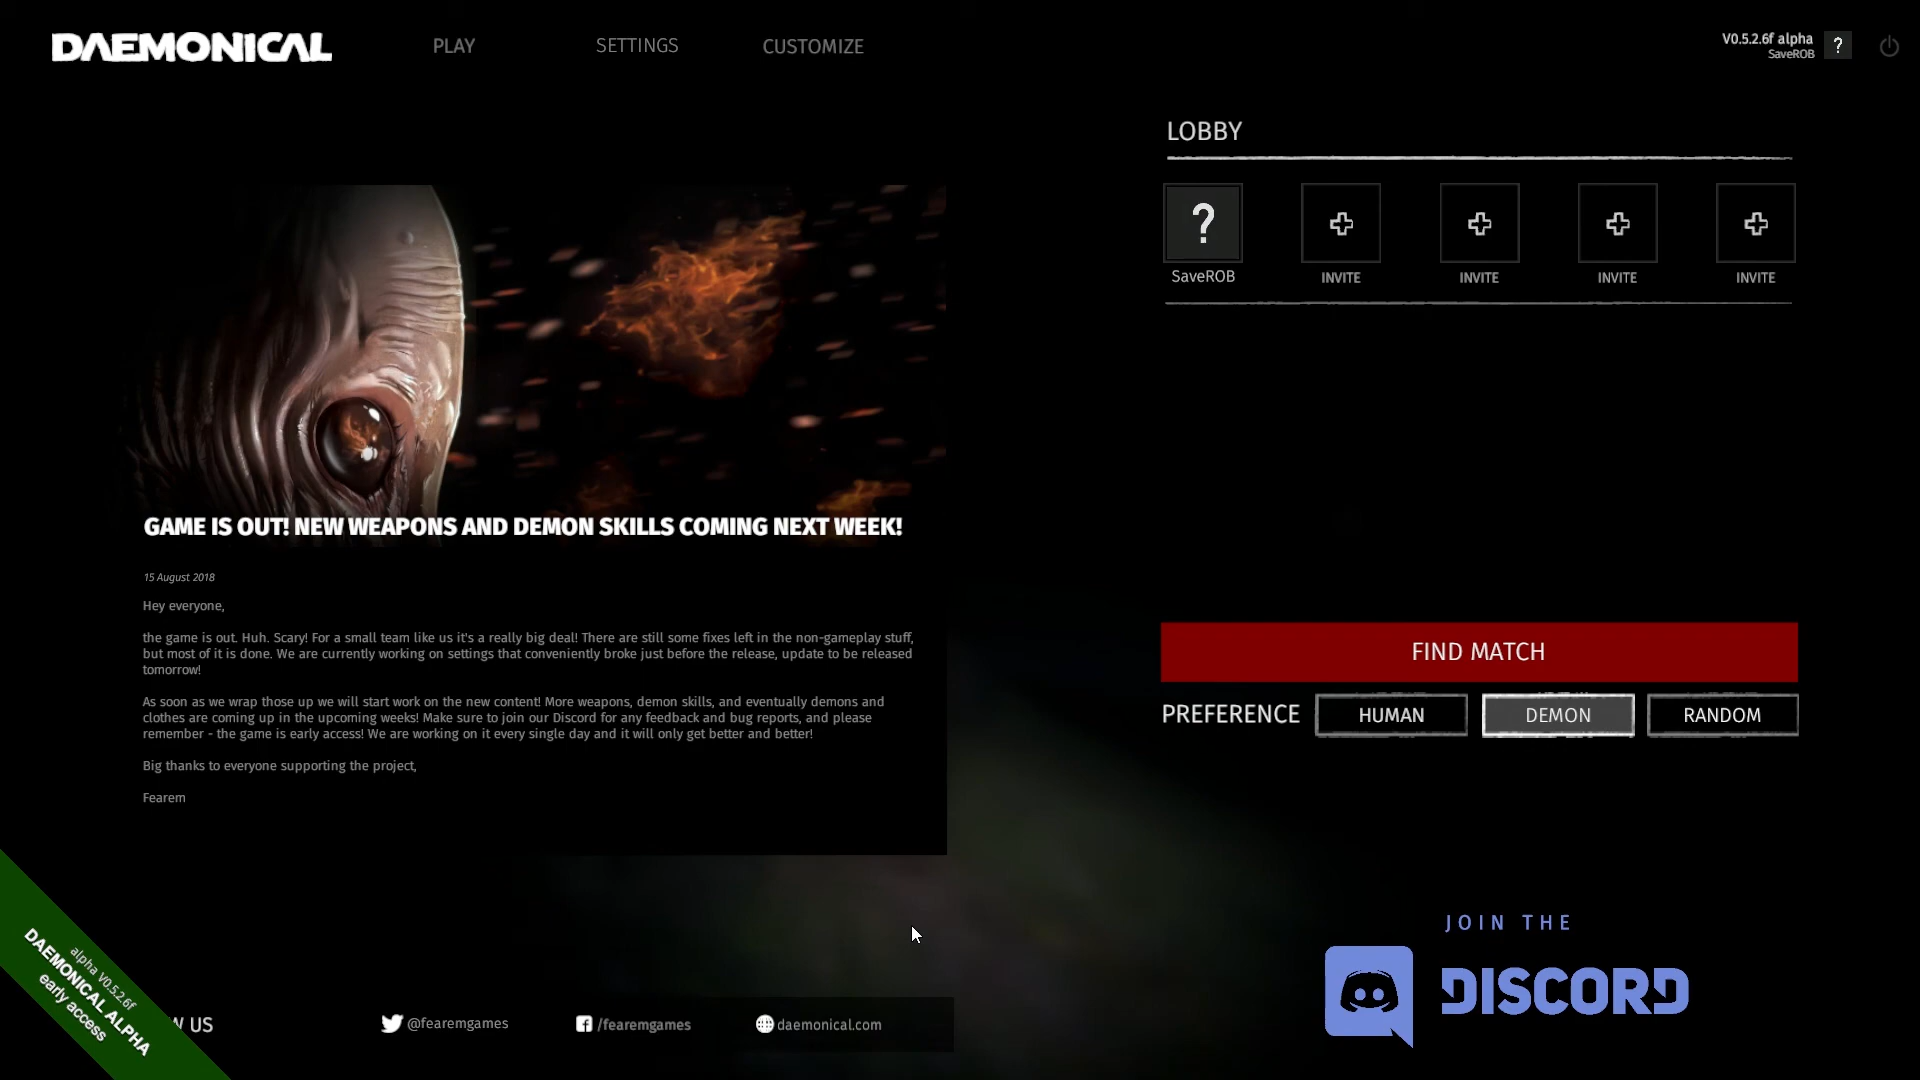 DAEMONICAL
PLAY
SETTINGS
CUSTOMIZE
V0.5.2.6f alpha
SaveROB
?
LOBBY
?
SaveROB
INVITE
INVITE
INVITE
INVITE
GAME IS OUT! NEW WEAPONS AND DEMON SKILLS COMING NEXT WEEK!
15 August 2018
Hey everyone,
the game is out. Huh. Scary! For a small team like us it's a really big deal! There are still some fixes left in the non-gameplay stuff,
but most of it is done. We are currently working on settings that conveniently broke just before the release, update to be released
tomorrow!
As soon as we wrap those up we will start work on the new content! More weapons, demon skills, and eventually demons and
clothes are coming up in the upcoming weeks! Make sure to join our Discord for any feedback and bug reports, and please
remember - the game is early access! We are working on it every single day and it will only get better and better!
Big thanks to everyone supporting the project,
Fearem
FIND MATCH
PREFERENCE
HUMAN
DEMON
RANDOM
JOIN THE
DISCORD
alpha V0.5.2.6f
DAEMONICAL ALPHA
early access
W US
@fearemgames
/fearemgames
daemonical.com